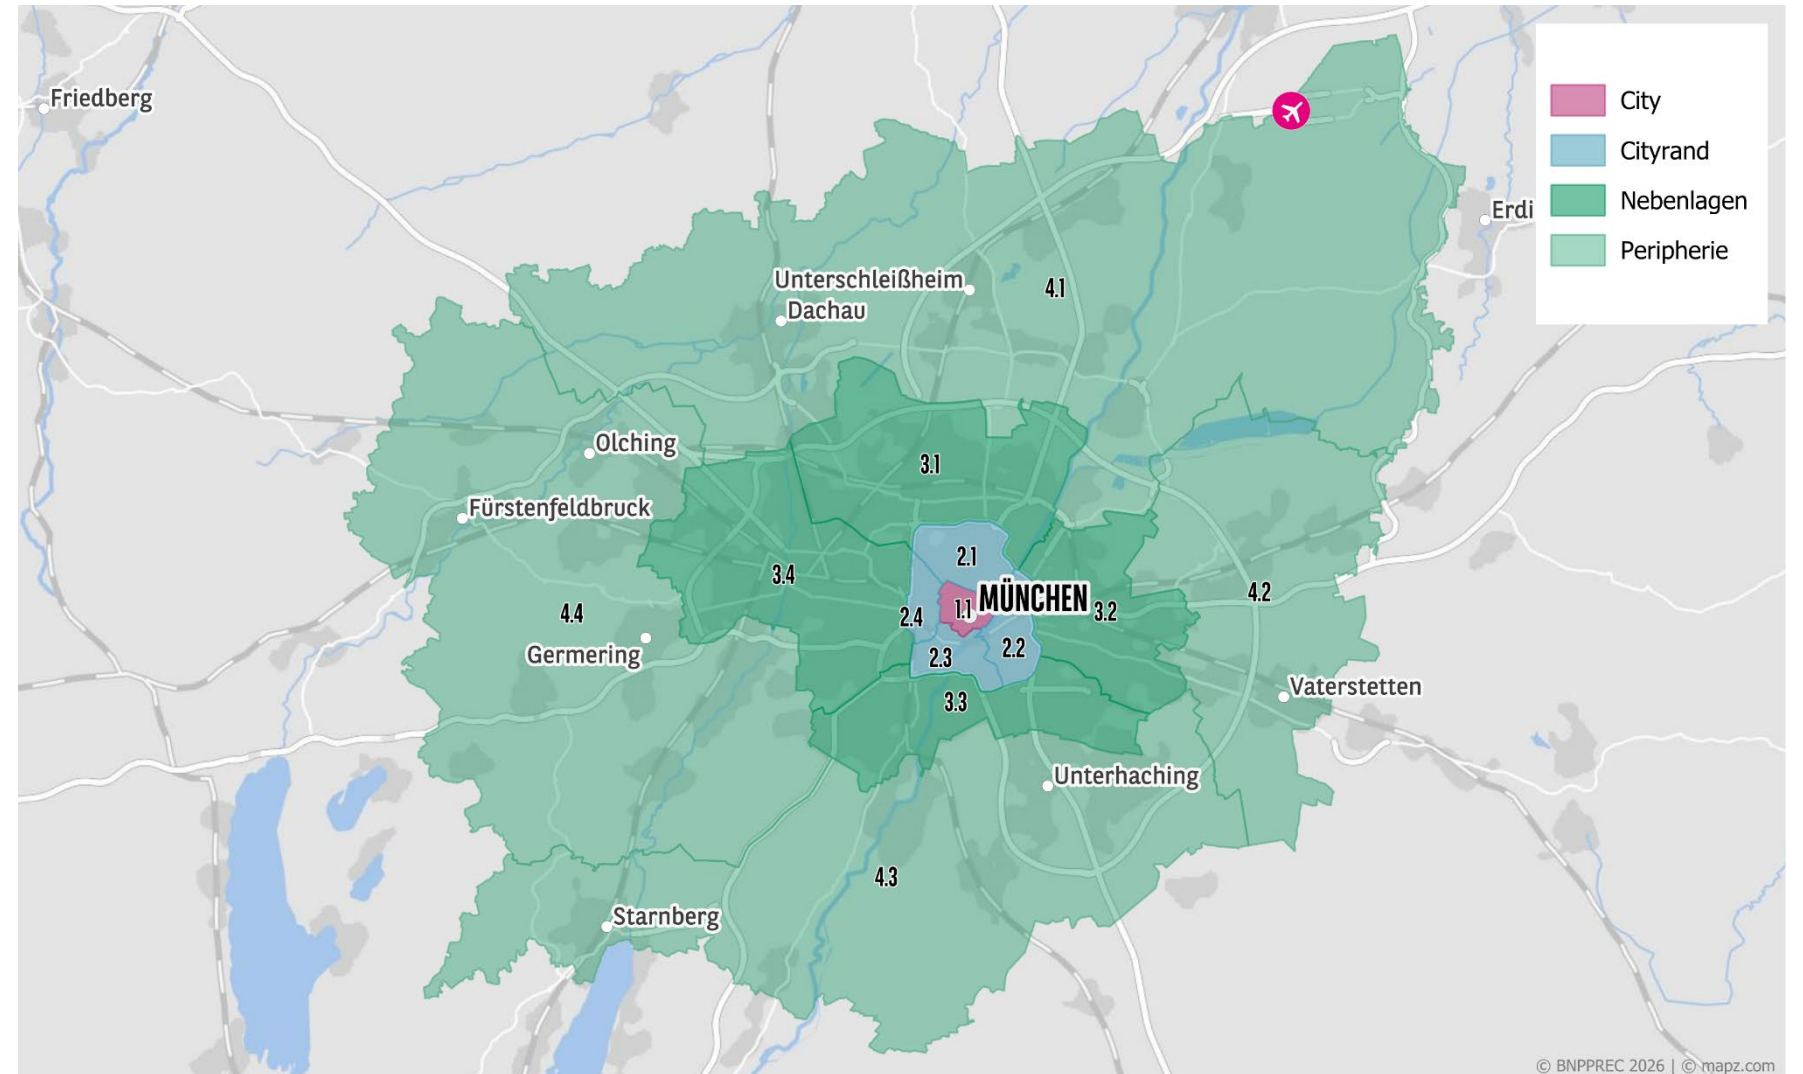 Friedberg
City
Cityrand
Nebenlagen
Peripherie
Erdi
Unterschleißheim
4.1
Dachau
Olching
3.1
Fürstenfeldbruck
2.1
3.4
4.2
MÜNCHEN
1.1
2.4
3.2
4.4
Germering
2.3
2.2
Vaterstetten
3.3
Unterhaching
4.3
Starnberg
© BNPPREC 2026 | © mapz.com